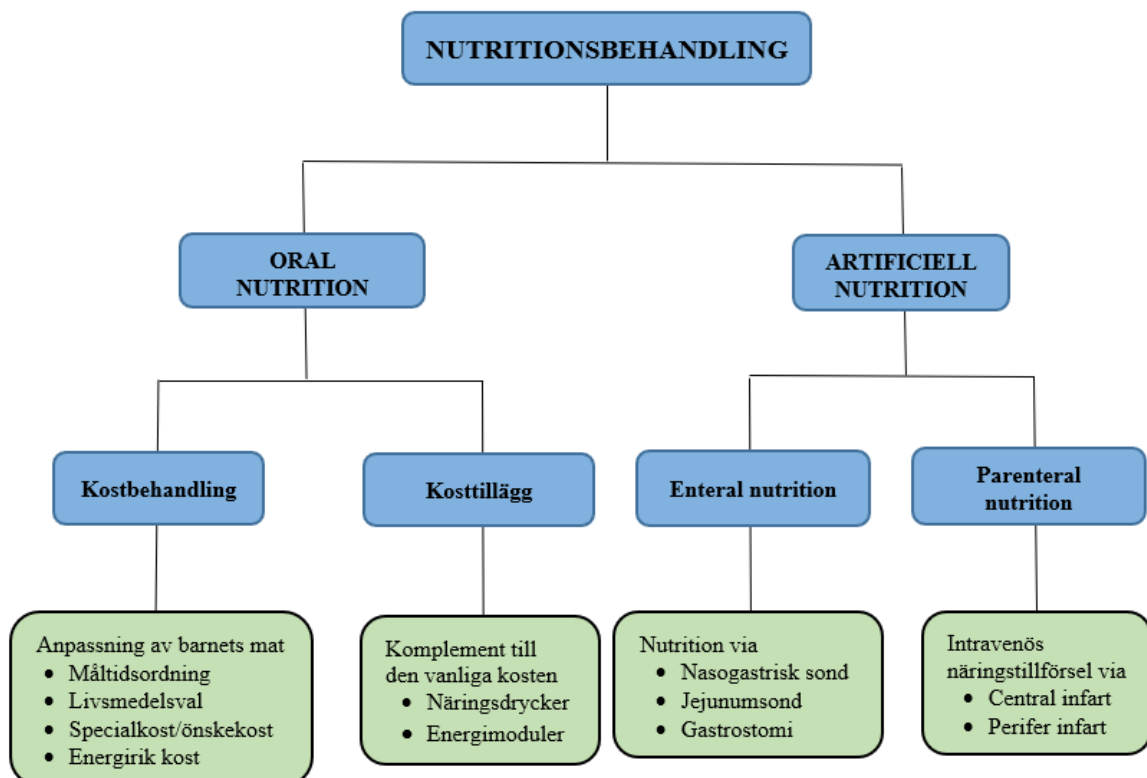 NUTRITIONSBEHANDLING
ORAL
NUTRITION
ARTIFICIELL
NUTRITION
Kostbehandling
Kosttillägg
Enteral nutrition
Parenteral
nutrition
Anpassning av barnets mat
• Måltidsordning
• Livsmedelsval
• Specialkost/önskekost
• Energirik kost
Komplement till
den vanliga kosten
• Näringsdrycker
• Energimoduler
Nutrition via
• Nasogastrisk sond
• Jejunumsond
• Gastrostomi
Intravenös
näringstillförsel via
• Central infart
• Perifer infart